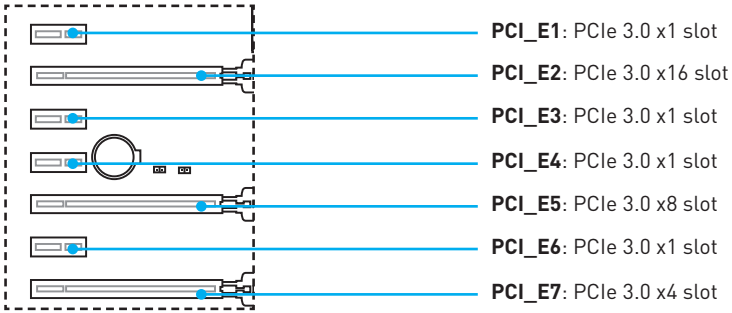 PCI_E1: PCIe 3.0 x1 slot
PCI_E2: PCIe 3.0 x16 slot
PCI_E3: PCIe 3.0 x1 slot
PCI_E4: PCIe 3.0 x1 slot
PCI_E5: PCIe 3.0 x8 slot
PCI_E6: PCIe 3.0 x1 slot
PCI_E7: PCIe 3.0 x4 slot